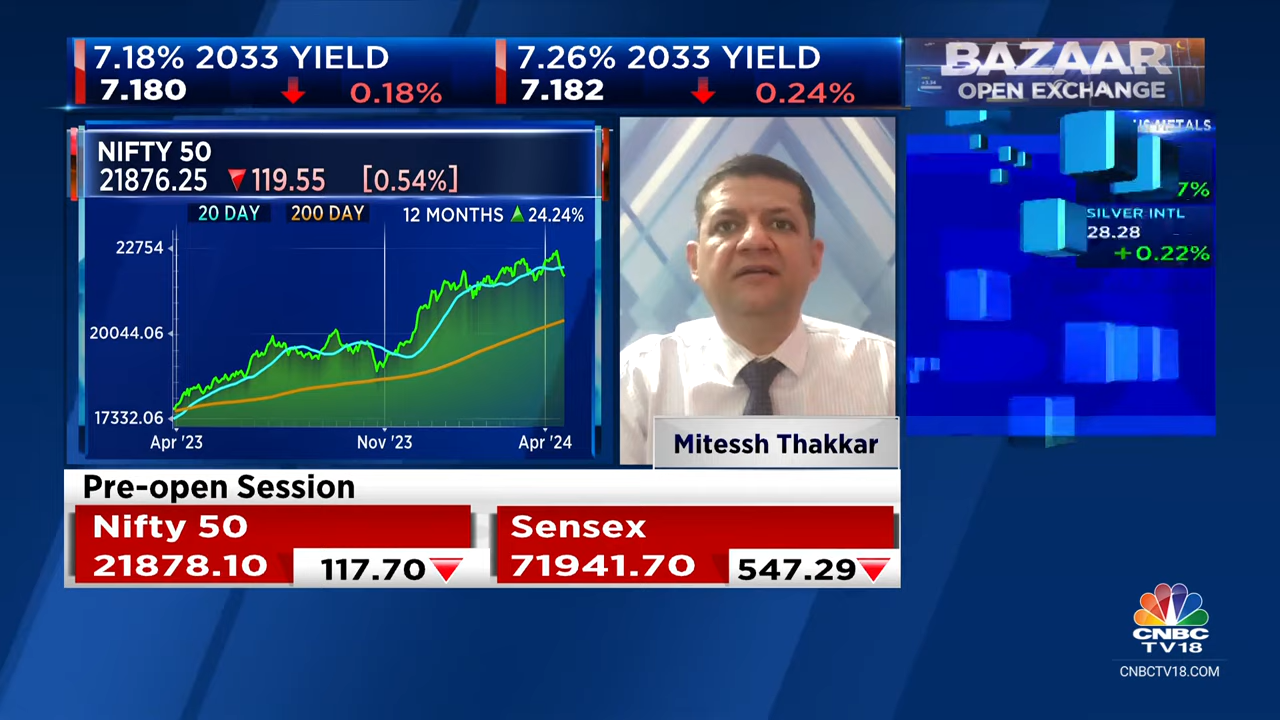 7.18% 2033 YIELD
7.180 0.18%
7.26% 2033 YIELD
7.182 0.24%
BAZAAR
OPEN EXCHANGE
NIFTY 50
21876.25 119.55 [0.54%]
20 DAY 200 DAY 12 MONTHS 24.24%
22754
20044.06
17332.06
Apr '23 Nov '23 Apr '24
METALS
7%
SILVER INTL
28.28
+0.22%
Mitessh Thakkar
Pre-open Session
Nifty 50
21878.10 117.70
Sensex
71941.70 547.29
CNBC
TV18
CNBCTV18.COM